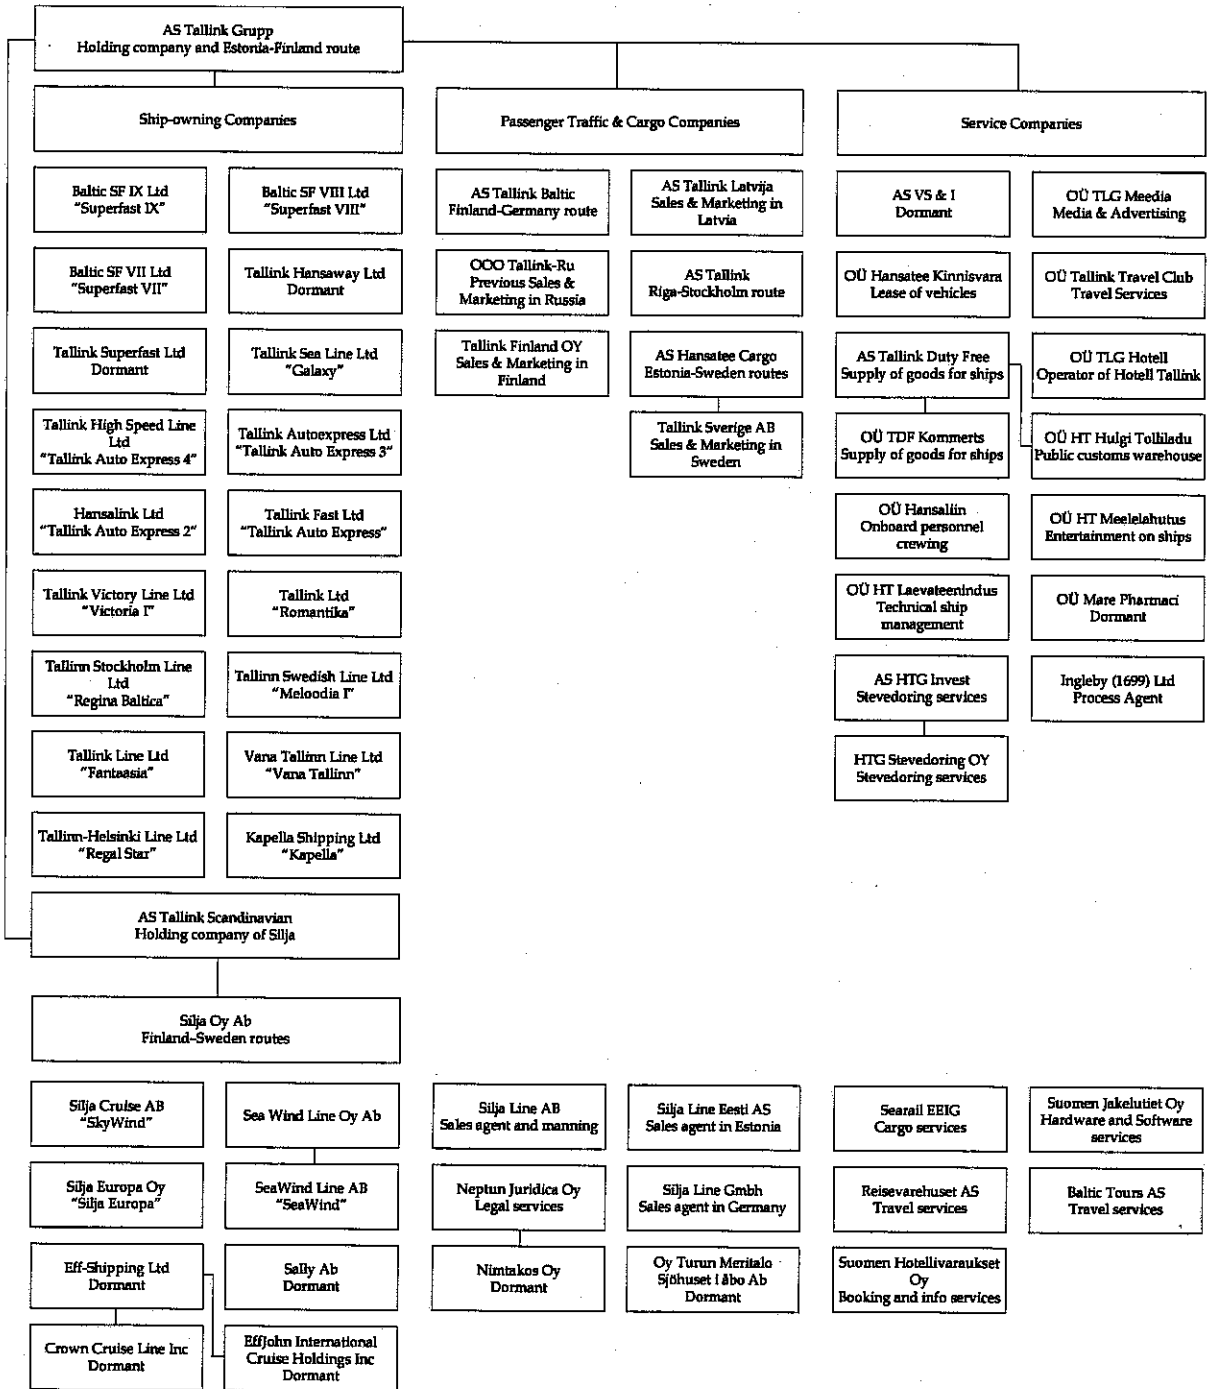 AS Tallink Grupp
Holding company and Estonia-Finland route
Ship-owning Companies
Passenger Traffic & Cargo Companies
Service Companies
Baltic SF IX Ltd
"Superfast IX"
Baltic SF VIII Ltd
"Superfast VIII"
AS Tallink Baltic
Finland-Germany route
AS Tallink Latvija
Sales & Marketing in
Latvia
AS VS & I
Dormant
OÜ TLG Meedia
Media & Advertising
Baltic SF VII Ltd
"Superfast VII"
Tallink Hansaway Ltd
Dormant
OOO Tallink-Ru
Previous Sales &
Marketing in Russia
AS Tallink
Riga-Stockholm route
OÜ Hansatee Kinnisvara
Lease of vehicles
OÜ Tallink Travel Club
Travel Services
Tallink Superfast Ltd
Dormant
Tallink Sea Line Ltd
"Galaxy"
Tallink Finland OY
Sales & Marketing in
Finland
AS Hansatee Cargo
Estonia-Sweden routes
AS Tallink Duty Free
Supply of goods for ships
OÜ TLG Hotell
Operator of Hotell Tallink
Tallink High Speed Line
Ltd
"Tallink Auto Express 4"
Tallink Autoexpress Ltd
"Tallink Auto Express 3"
Tallink Sverige AB
Sales & Marketing in
Sweden
OÜ TDF Kommerts
Supply of goods for ships
OÜ HT Hulgi Tolliladu
Public customs warehouse
Hansalink Ltd
"Tallink Auto Express 2"
Tallink Fast Ltd
"Tallink Auto Express"
OÜ Hansaliin
Onboard personnel
crewing
OÜ HT Meelelahutus
Entertainment on ships
Tallink Victory Line Ltd
"Victoria I"
Tallink Ltd
"Romantika"
OÜ HT Laevateenindus
Technical ship
management
OÜ Mare Pharmaci
Dormant
Tallinn Stockholm Line
Ltd
"Regina Baltica"
Tallinn Swedish Line Ltd
"Meloodia I"
AS HTG Invest
Stevedoring services
Ingleby (1699) Ltd
Process Agent
Tallink Line Ltd
"Fantaasia"
Vana Tallinn Line Ltd
"Vana Tallinn"
HTG Stevedoring OY
Stevedoring services
Tallinn-Helsinki Line Ltd
"Regal Star"
Kapella Shipping Ltd
"Kapella"
AS Tallink Scandinavian
Holding company of Silja
Silja Oy Ab
Finland-Sweden routes
Silja Cruise AB
"SkyWind"
Sea Wind Line Oy Ab
Silja Line AB
Sales agent and manning
Silja Line Eesti AS
Sales agent in Estonia
Searail EEIG
Cargo services
Suomen Jakelutiet Oy
Hardware and Software
services
Silja Europa Oy
"Silja Europa"
SeaWind Line AB
"SeaWind"
Neptun Juridica Oy
Legal services
Silja Line Gmbh
Sales agent in Germany
Reisevarehuset AS
Travel services
Baltic Tours AS
Travel services
Eff-Shipping Ltd
Dormant
Sally Ab
Dormant
Nimtakos Oy
Dormant
Oy Turun Meritalo
Sjöhuset i åbo Ab
Dormant
Suomen Hotellivaraukset
Oy
Booking and info services
Crown Cruise Line Inc
Dormant
EffJohn International
Cruise Holdings Inc
Dormant